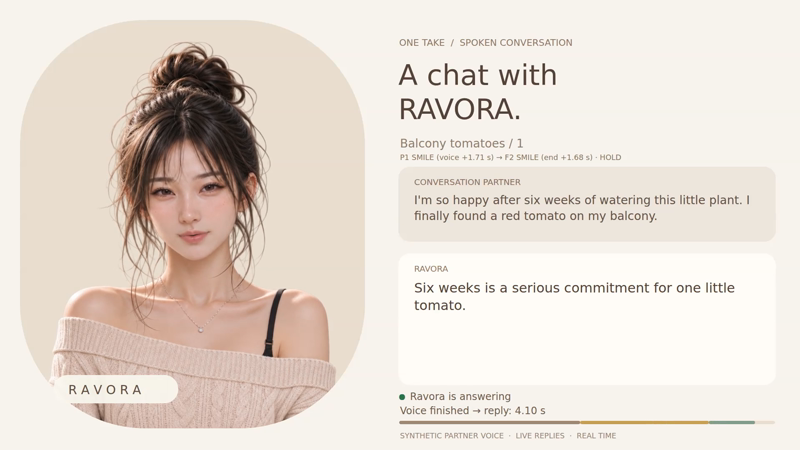 ONE TAKE / SPOKEN CONVERSATION
A chat with
RAVORA.
Balcony tomatoes / 1
P1 SMILE (voice +1.71 s) → F2 SMILE (end +1.68 s) · HOLD
CONVERSATION PARTNER
I'm so happy after six weeks of watering this little plant. I
finally found a red tomato on my balcony.
RAVORA
Six weeks is a serious commitment for one little
tomato.
RAVORA
Ravora is answering
Voice finished → reply: 4.10 s
SYNTHETIC PARTNER VOICE · LIVE REPLIES · REAL TIME